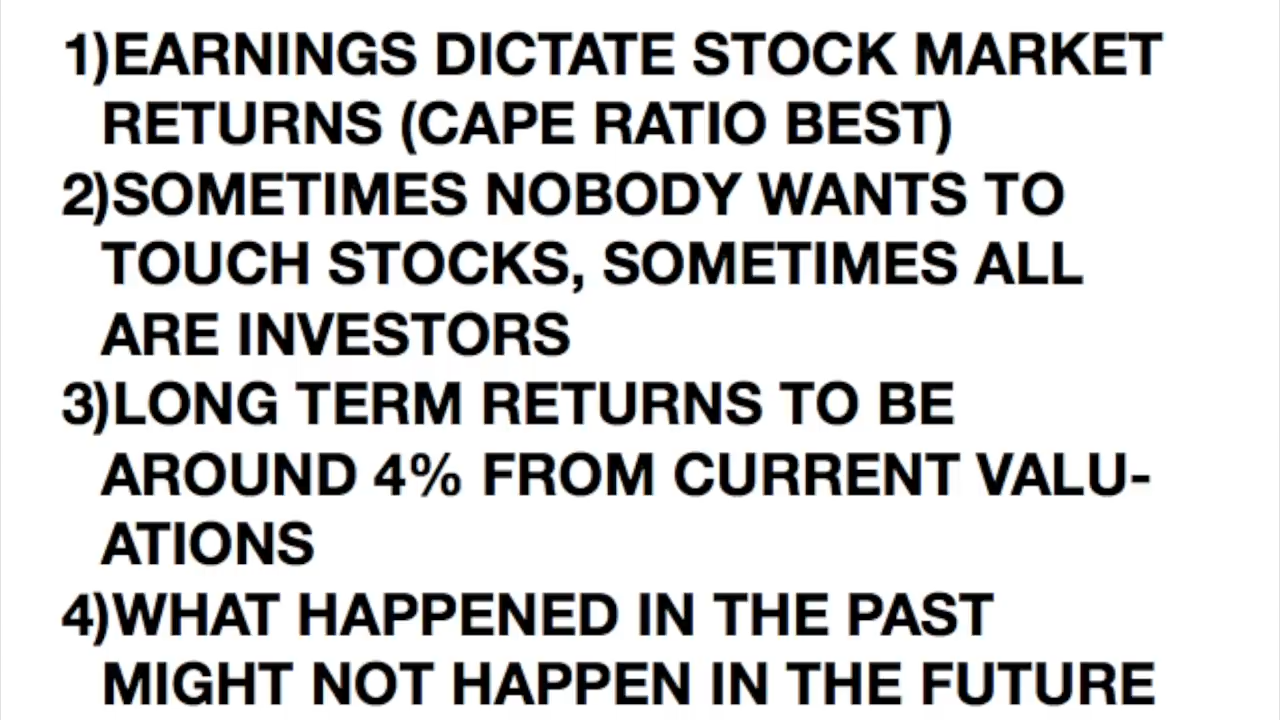 1)EARNINGS DICTATE STOCK MARKET
RETURNS (CAPE RATIO BEST)
2)SOMETIMES NOBODY WANTS TO
TOUCH STOCKS, SOMETIMES ALL
ARE INVESTORS
3)LONG TERM RETURNS TO BE
AROUND 4% FROM CURRENT VALU-
ATIONS
4)WHAT HAPPENED IN THE PAST
MIGHT NOT HAPPEN IN THE FUTURE